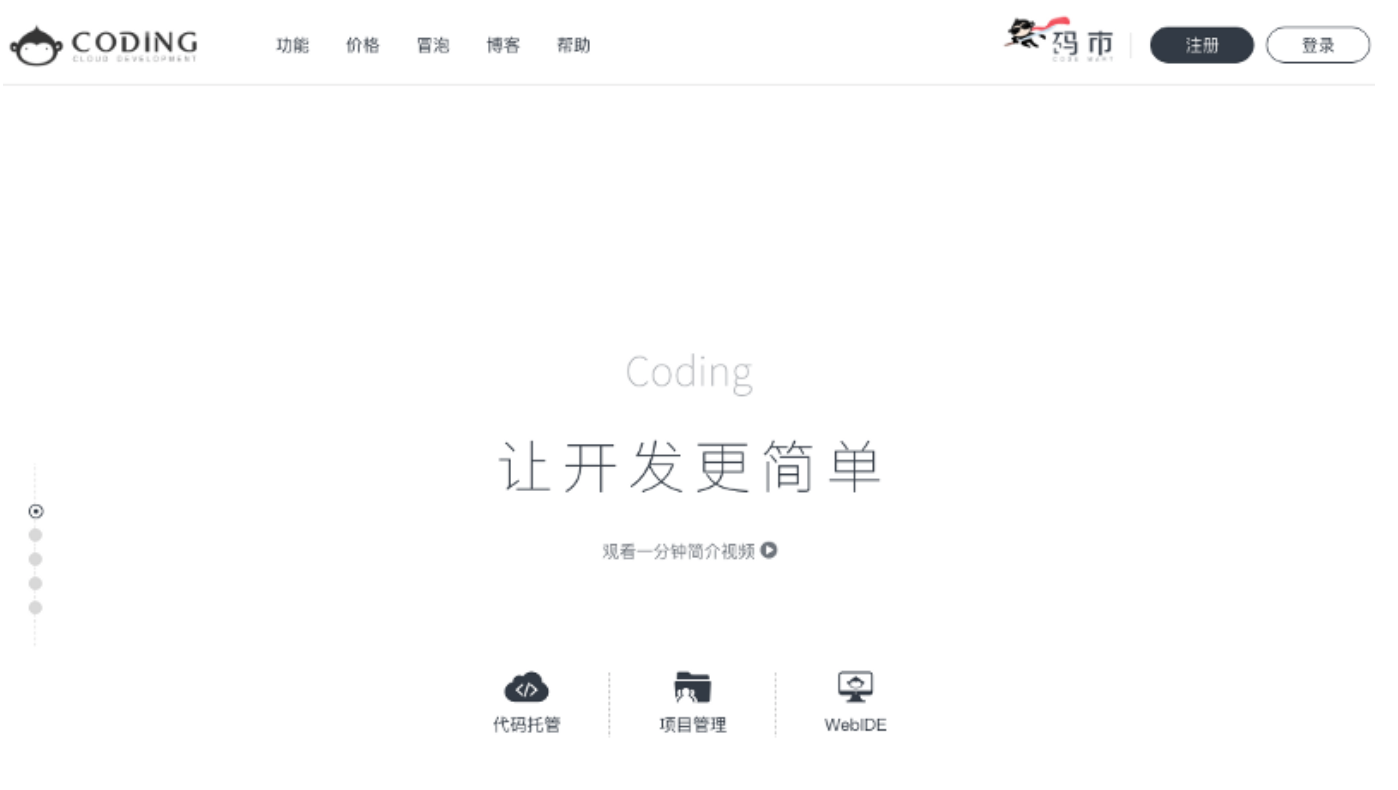 CODING
CLOUD DEVELOPMENT
功能 价格 冒泡 博客 帮助
码市
CODE MART
注册 登录
Coding
让开发更简单
观看一分钟简介视频
代码托管 项目管理 WebIDE